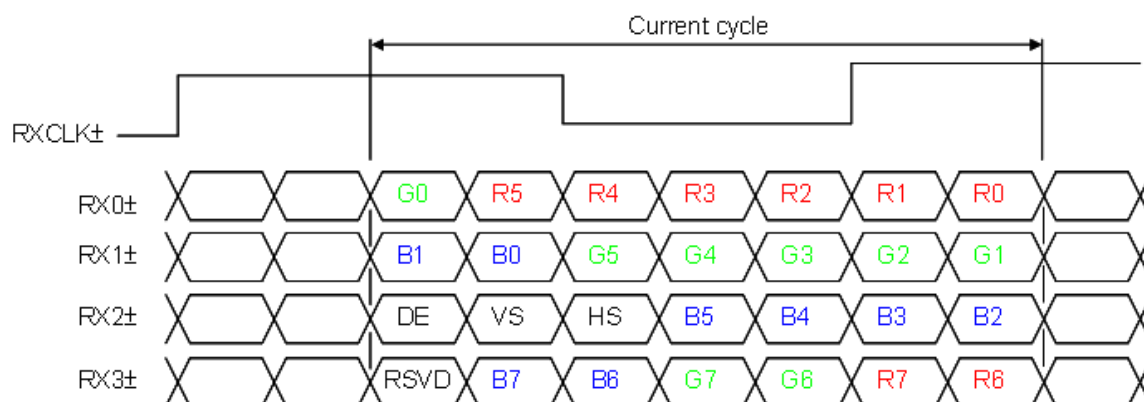 Current cycle
RXCLK±
RX0± G0 R5 R4 R3 R2 R1 R0
RX1± B1 B0 G5 G4 G3 G2 G1
RX2± DE VS HS B5 B4 B3 B2
RX3± RSVD B7 B6 G7 G6 R7 R6